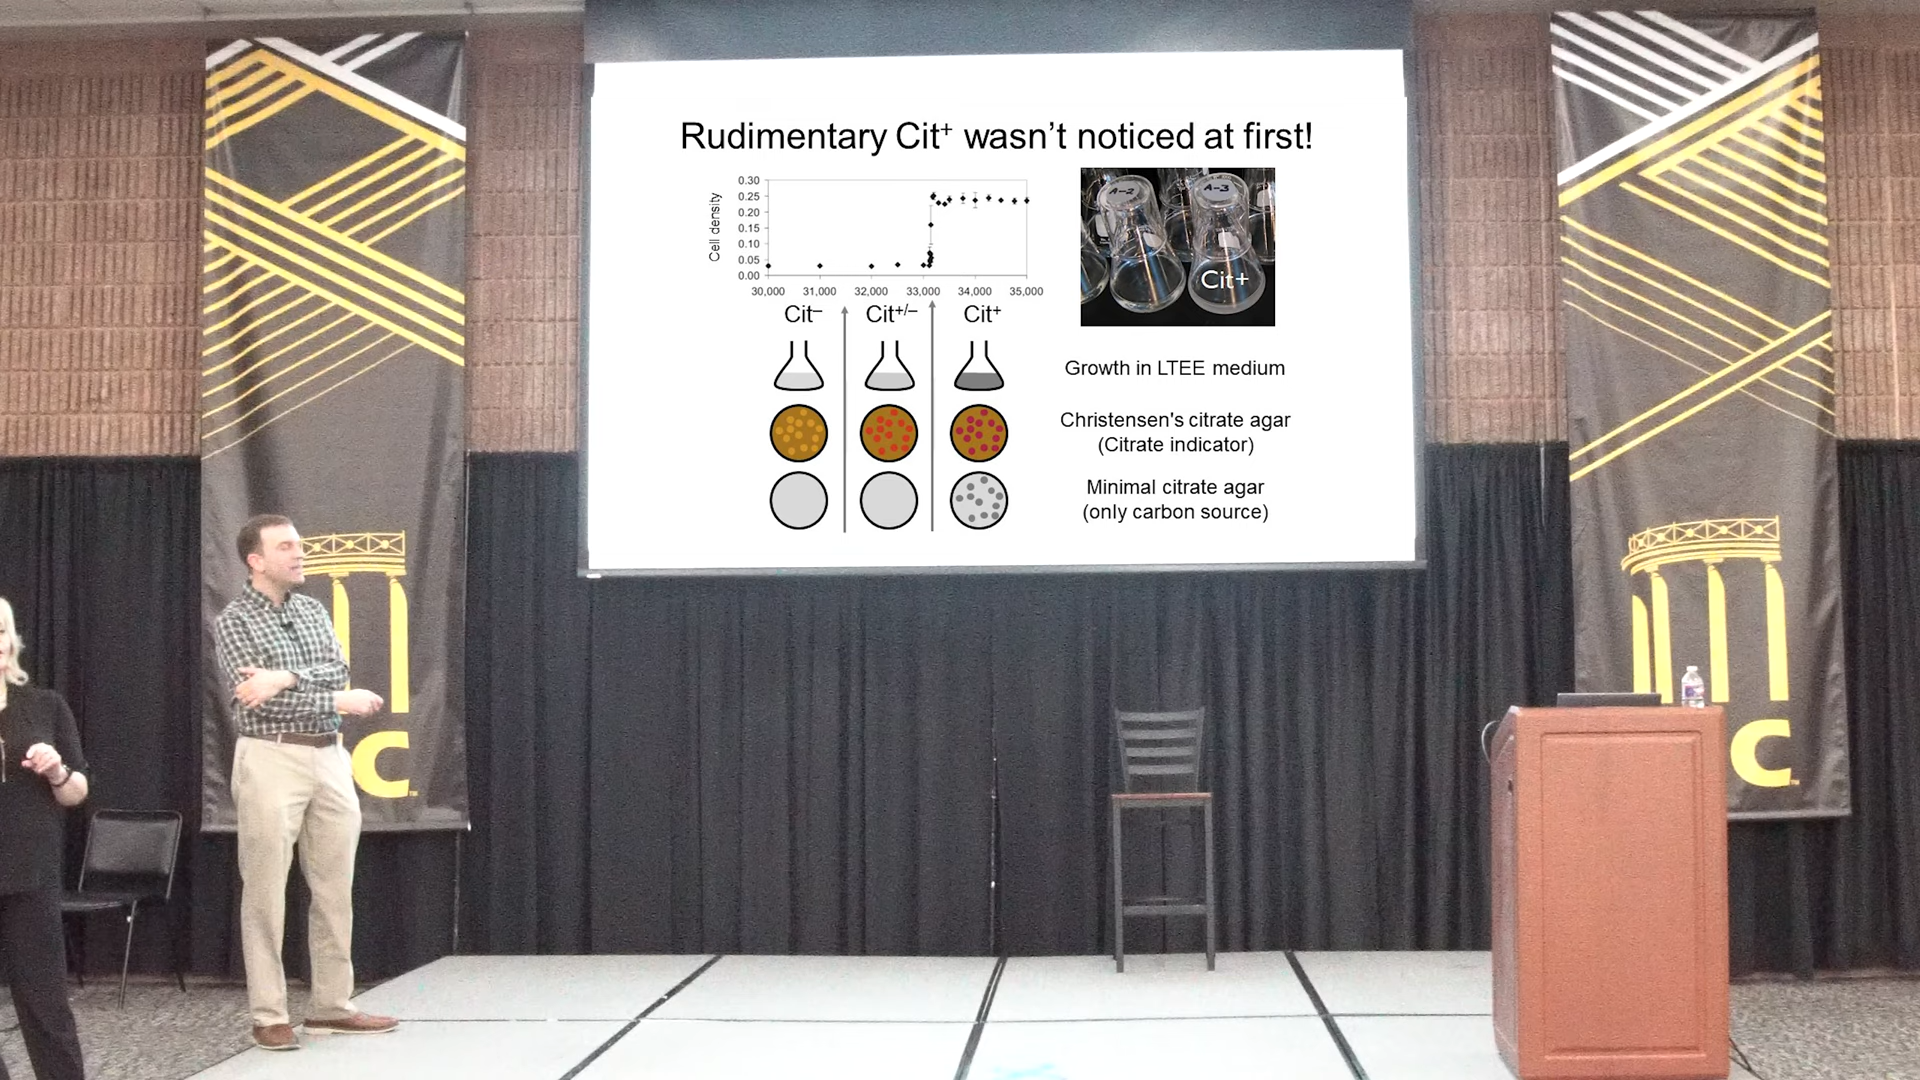 Rudimentary Cit⁺ wasn't noticed at first!
Cell density
0.30
0.25
0.20
0.15
0.10
0.05
0.00
30,000 31,000 32,000 33,000 34,000 35,000
Cit⁻ Cit⁺/⁻ Cit⁺
A-2 A-3
Cit+
Growth in LTEE medium
Christensen's citrate agar
(Citrate indicator)
Minimal citrate agar
(only carbon source)
C
TM
C
TM